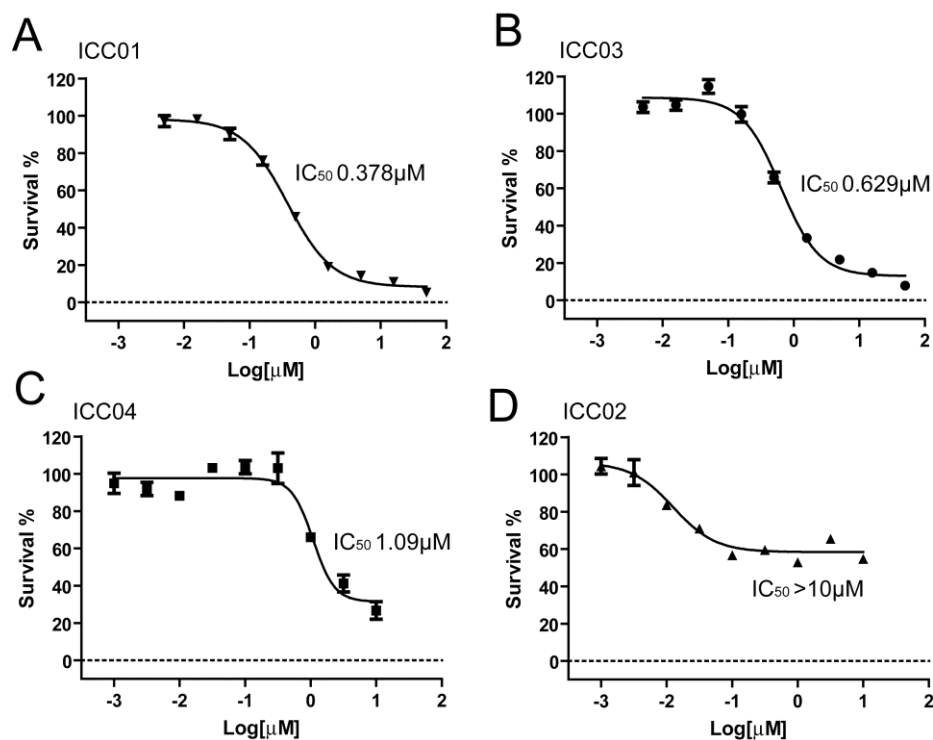 A
ICC01
120
100
80
60
40
20
0
Survival %
IC₅₀ 0.378μM
-3 -2 -1 0 1 2
Log[μM]
B
ICC03
120
100
80
60
40
20
0
Survival %
IC₅₀ 0.629μM
-3 -2 -1 0 1 2
Log[μM]
C
ICC04
120
100
80
60
40
20
0
Survival %
IC₅₀ 1.09μM
-3 -2 -1 0 1 2
Log[μM]
D
ICC02
120
100
80
60
40
20
0
Survival %
IC₅₀ >10μM
-3 -2 -1 0 1 2
Log[μM]